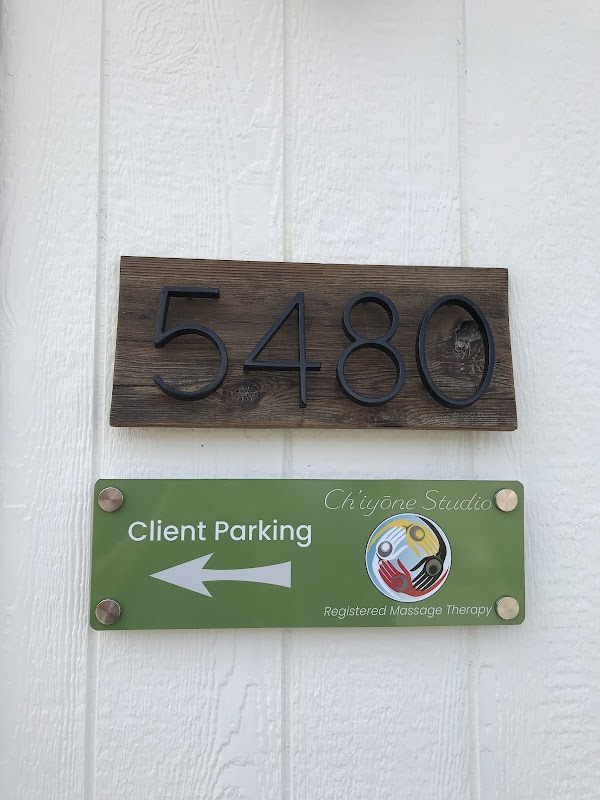 5480
Ch'iyōne Studio
Client Parking
Registered Massage Therapy